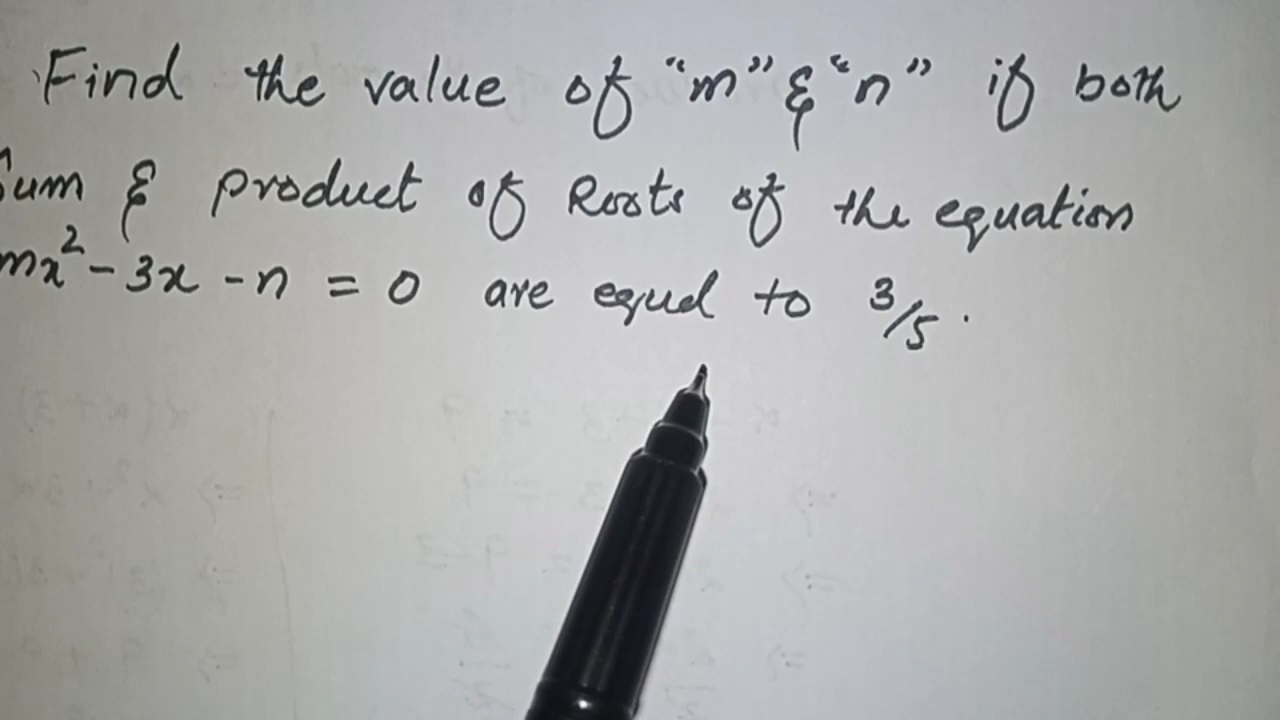 Find the value of "m" & "n" if both
Sum & product of Roots of the equation
mx² - 3x - n = 0 are equal to 3/5.